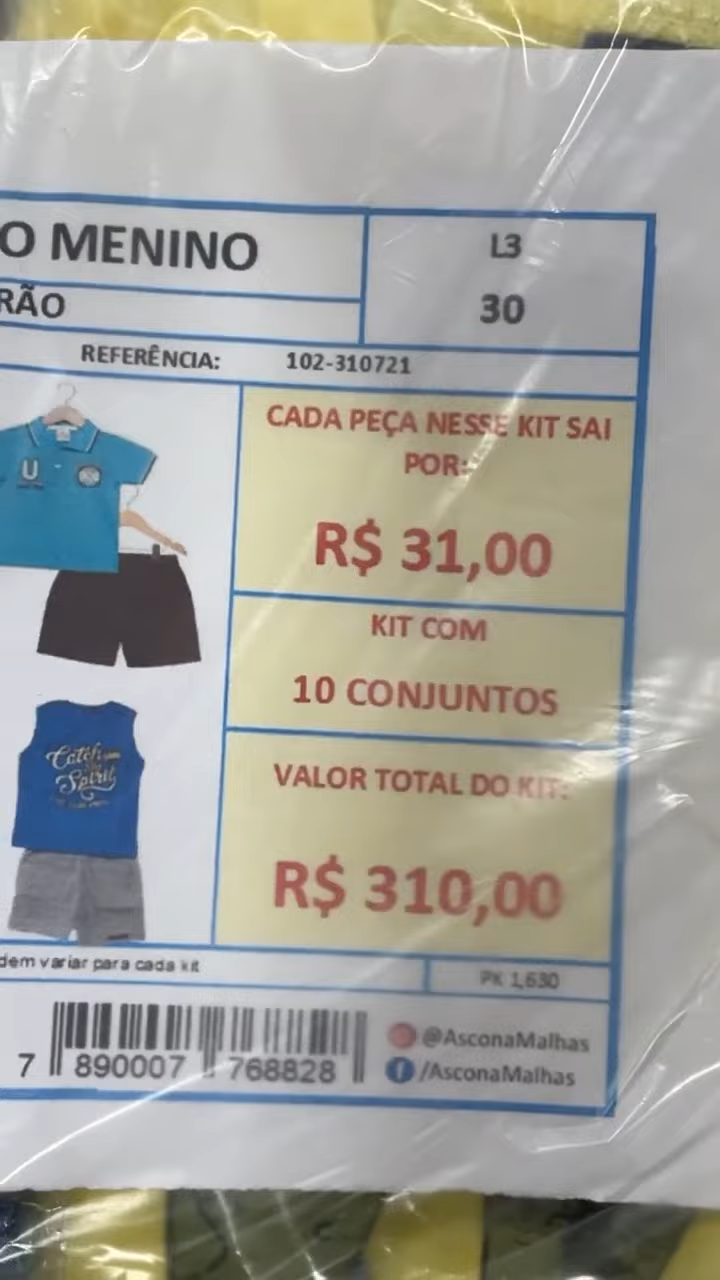 O MENINO
L3
RÃO
30
REFERÊNCIA: 102-310721
CADA PEÇA NESSE KIT SAI
POR:
R$ 31,00
KIT COM
10 CONJUNTOS
VALOR TOTAL DO KIT:
R$ 310,00
U
Catch
Spirit
dem variar para cada kit
PK 1,630
7 890007 768828
@AsconaMalhas
/AsconaMalhas